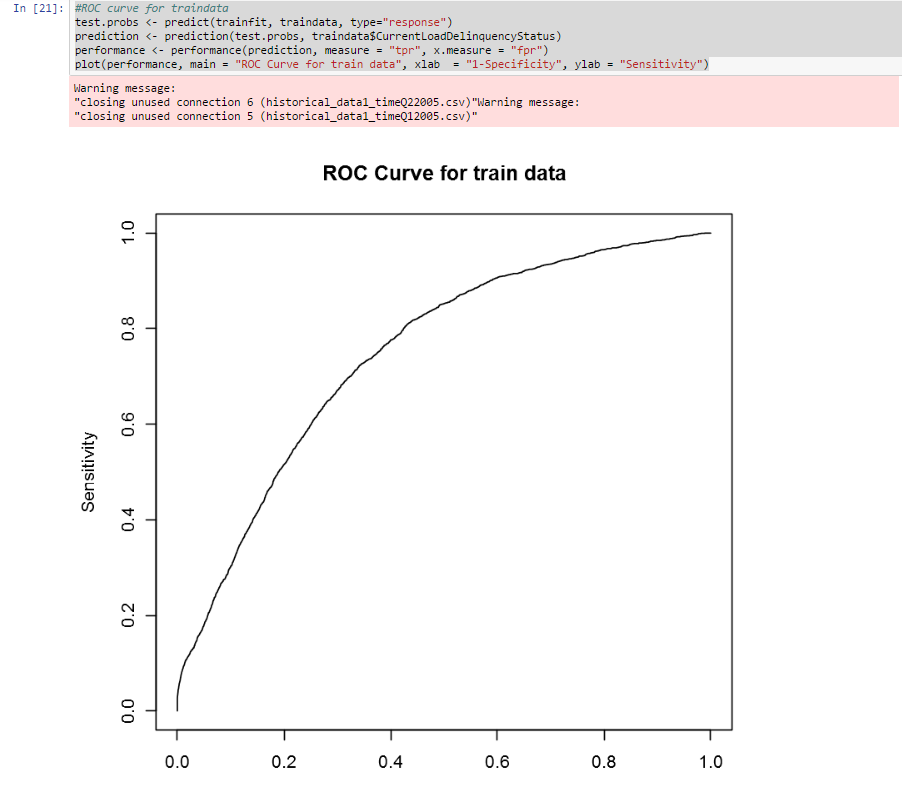 In [21]: #ROC curve for traindata
test.probs <- predict(trainfit, traindata, type="response")
prediction <- prediction(test.probs, traindata$CurrentLoadDelinquencyStatus)
performance <- performance(prediction, measure = "tpr", x.measure = "fpr")
plot(performance, main = "ROC Curve for train data", xlab  = "1-Specificity", ylab = "Sensitivity")
Warning message:
"closing unused connection 6 (historical_data1_timeQ22005.csv)"Warning message:
"closing unused connection 5 (historical_data1_timeQ12005.csv)"
ROC Curve for train data
Sensitivity
1.0
0.8
0.6
0.4
0.2
0.0
0.0 0.2 0.4 0.6 0.8 1.0